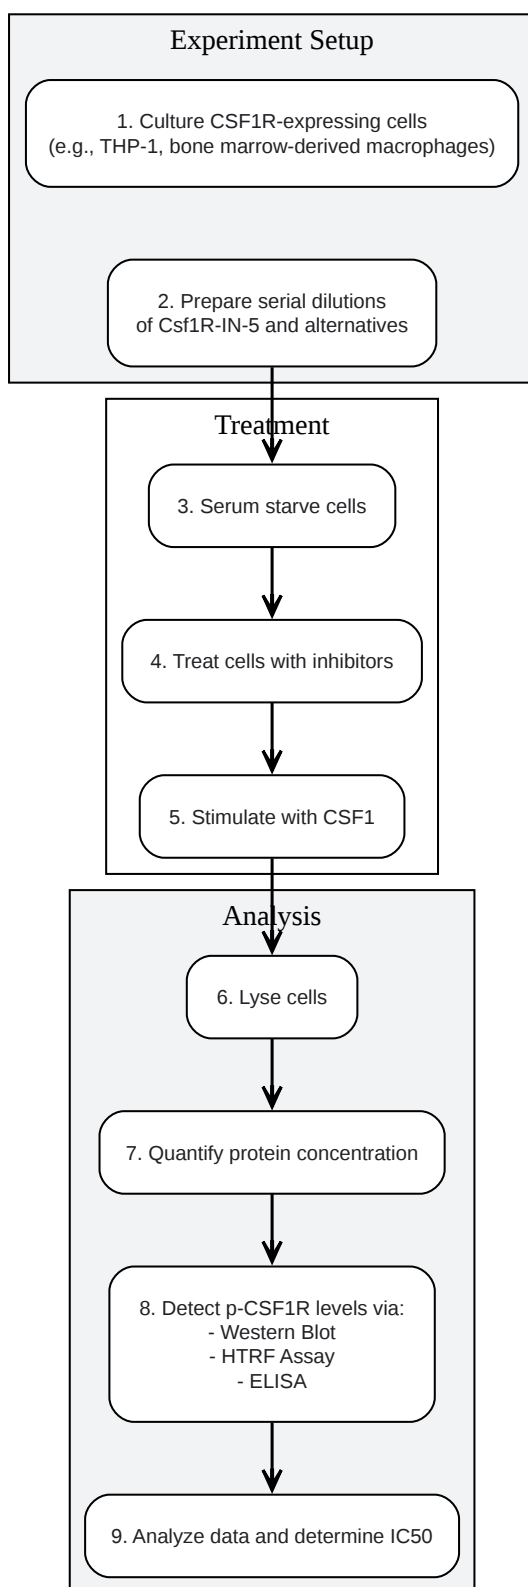 Experiment Setup
1. Culture CSF1R-expressing cells
(e.g., THP-1, bone marrow-derived macrophages)
2. Prepare serial dilutions
of Csf1R-IN-5 and alternatives
Treatment
3. Serum starve cells
4. Treat cells with inhibitors
5. Stimulate with CSF1
Analysis
6. Lyse cells
7. Quantify protein concentration
8. Detect p-CSF1R levels via:
- Western Blot
- HTRF Assay
- ELISA
9. Analyze data and determine IC50